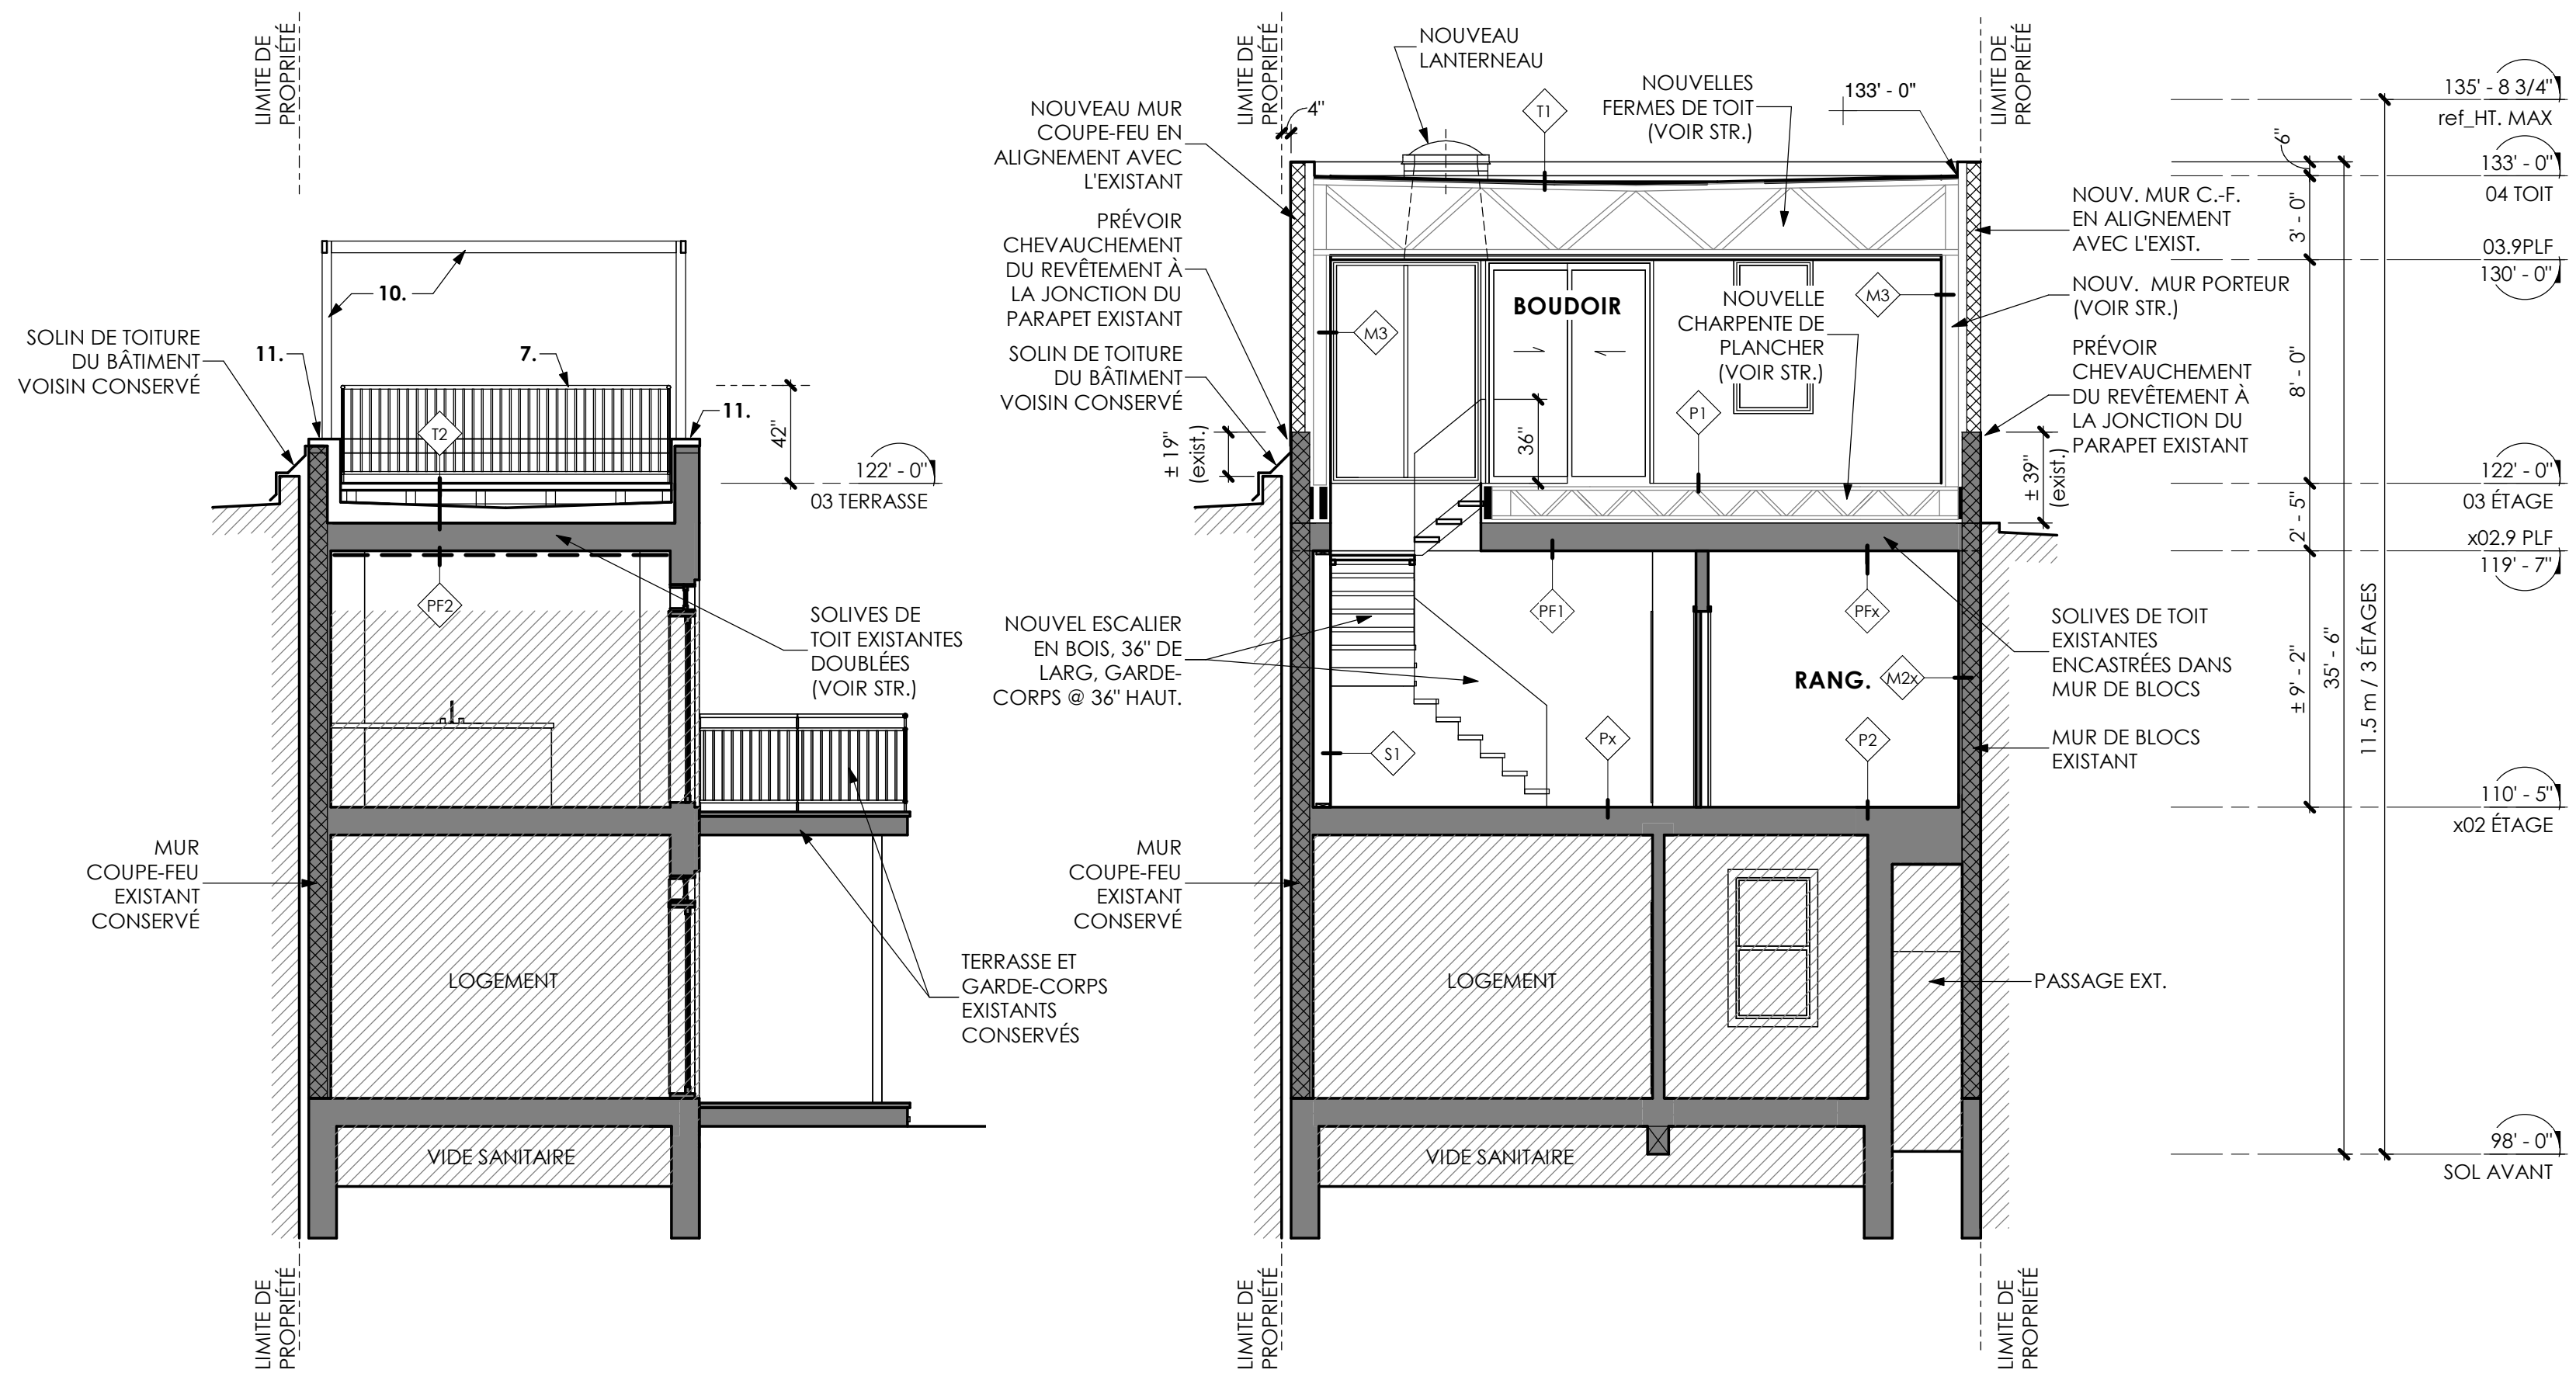 LIMITE DE
PROPRIÉTÉ
10.
SOLIN DE TOITURE
DU BÂTIMENT
VOISIN CONSERVÉ
11.
7.
11.
T2
42"
122' - 0"
03 TERRASSE
PF2
SOLIVES DE
TOIT EXISTANTES
DOUBLÉES
(VOIR STR.)
MUR
COUPE-FEU
EXISTANT
CONSERVÉ
LOGEMENT
TERRASSE ET
GARDE-CORPS
EXISTANTS
CONSERVÉS
VIDE SANITAIRE
LIMITE DE
PROPRIÉTÉ
LIMITE DE
PROPRIÉTÉ
4"
NOUVEAU
LANTERNEAU
NOUVELLES
FERMES DE TOIT
(VOIR STR.)
T1
133' - 0"
LIMITE DE
PROPRIÉTÉ
NOUVEAU MUR
COUPE-FEU EN
ALIGNEMENT AVEC
L'EXISTANT
PRÉVOIR
CHEVAUCHEMENT
DU REVÊTEMENT À
LA JONCTION DU
PARAPET EXISTANT
SOLIN DE TOITURE
DU BÂTIMENT
VOISIN CONSERVÉ
± 19"
(exist.)
M3
BOUDOIR
NOUVELLE
CHARPENTE DE
PLANCHER
(VOIR STR.)
M3
P1
36"
NOUV. MUR C.-F.
EN ALIGNEMENT
AVEC L'EXIST.
NOUV. MUR PORTEUR
(VOIR STR.)
PRÉVOIR
CHEVAUCHEMENT
DU REVÊTEMENT À
LA JONCTION DU
PARAPET EXISTANT
± 39"
(exist.)
NOUVEL ESCALIER
EN BOIS, 36" DE
LARG, GARDE-
CORPS @ 36" HAUT.
PF1
PFx
RANG.
M2x
S1
Px
P2
SOLIVES DE TOIT
EXISTANTES
ENCASTRÉES DANS
MUR DE BLOCS
MUR DE BLOCS
EXISTANT
MUR
COUPE-FEU
EXISTANT
CONSERVÉ
LOGEMENT
PASSAGE EXT.
VIDE SANITAIRE
LIMITE DE
PROPRIÉTÉ
LIMITE DE
PROPRIÉTÉ
6"
3' - 0"
8' - 0"
2' - 5"
± 9' - 2"
35' - 6"
11.5 m / 3 ÉTAGES
135' - 8 3/4"
ref_HT. MAX
133' - 0"
04 TOIT
03.9PLF
130' - 0"
122' - 0"
03 ÉTAGE
x02.9 PLF
119' - 7"
110' - 5"
x02 ÉTAGE
98' - 0"
SOL AVANT